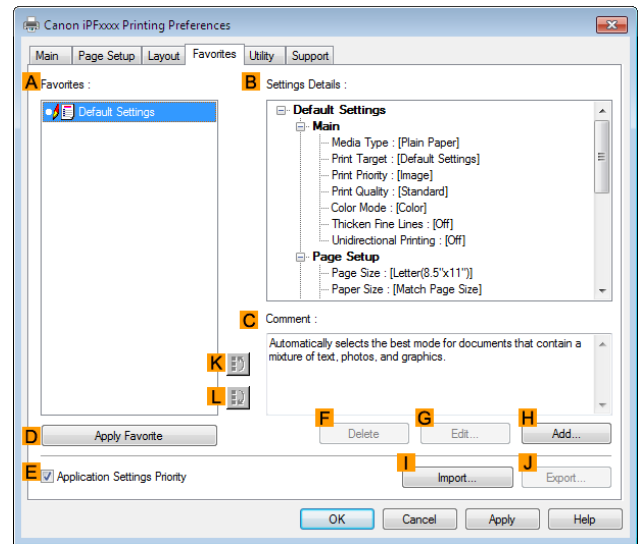 Canon iPFxxxx Printing Preferences
Main Page Setup Layout Favorites Utility Support
A Favorites :
Default Settings
B Settings Details :
Default Settings
Main
Media Type : [Plain Paper]
Print Target : [Default Settings]
Print Priority : [Image]
Print Quality : [Standard]
Color Mode : [Color]
Thicken Fine Lines : [Off]
Unidirectional Printing : [Off]
Page Setup
Page Size : [Letter(8.5"x11")]
Paper Size : [Match Page Size]
C Comment :
Automatically selects the best mode for documents that contain a
mixture of text, photos, and graphics.
K
L
F G H
D Apply Favorite Delete Edit... Add...
I J
E Application Settings Priority Import... Export...
OK Cancel Apply Help